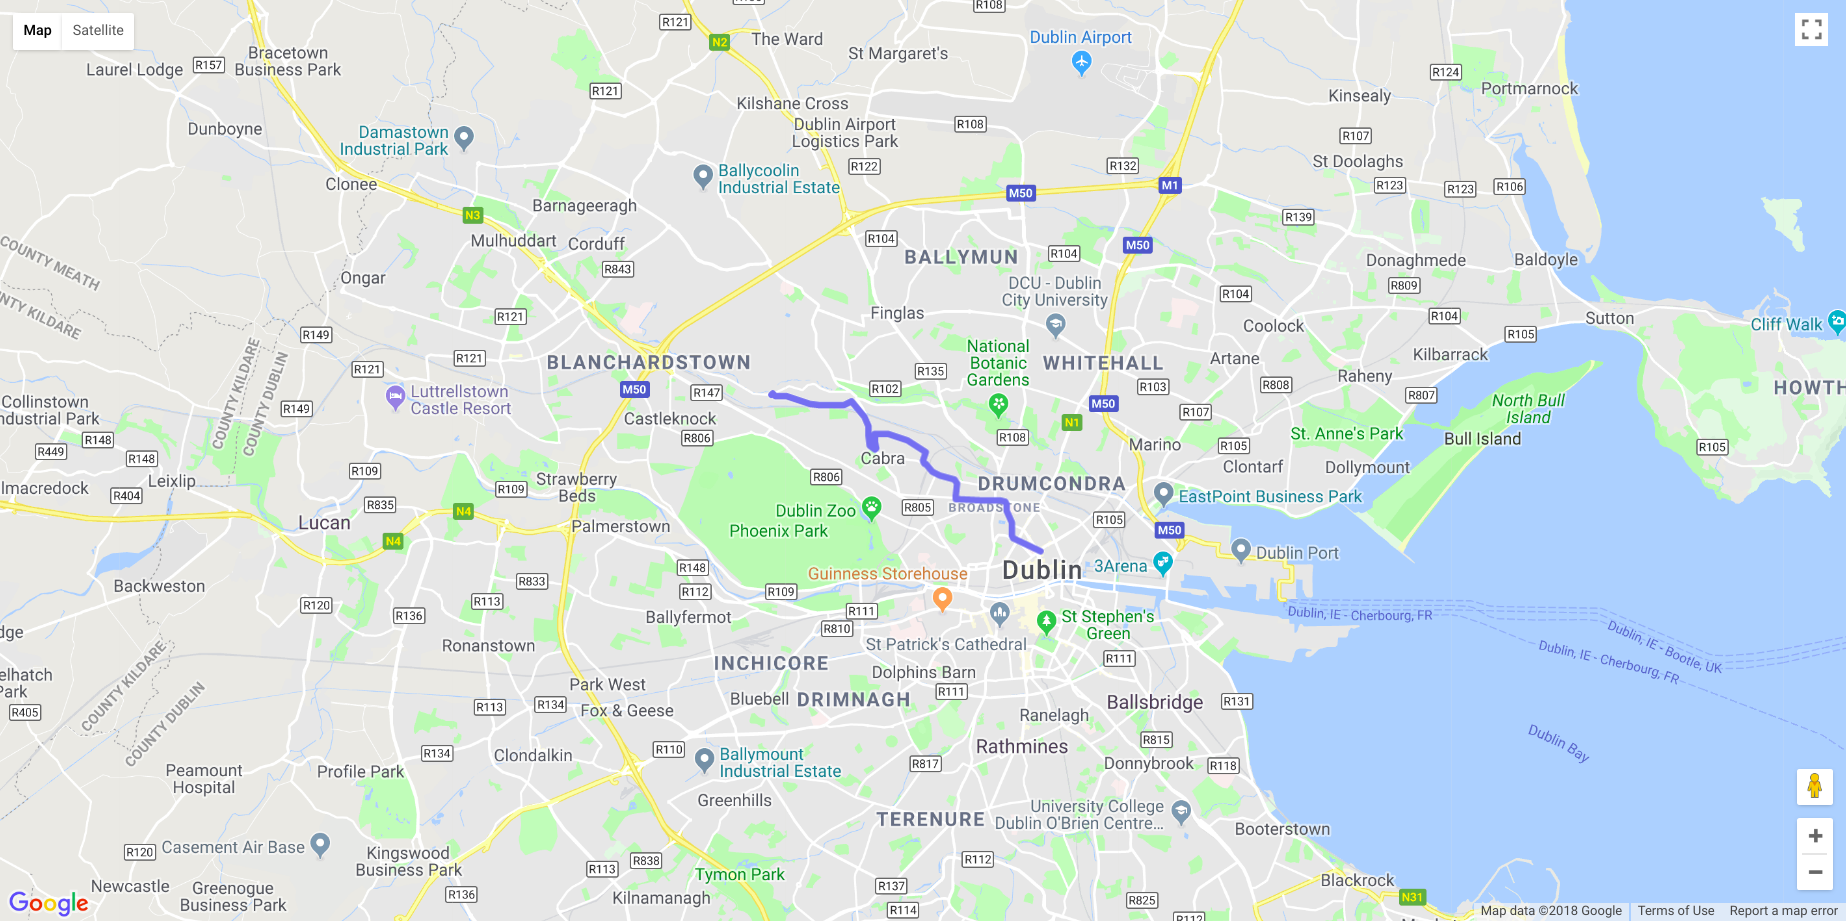 Map
Satellite
R108
R121
The Ward
N2
St Margaret's
Dublin Airport
Bracetown
Business Park
Laurel Lodge
R157
R121
Kilshane Cross
Dublin Airport
Logistics Park
R108
R124
Portmarnock
Kinsealy
R107
Dunboyne
Damastown
Industrial Park
Clonee
Ballycoolin
Industrial Estate
R122
R132
St Doolaghs
R123
R123
R106
M50
M1
Barnageeragh
N3
R139
Mulhuddart
Corduff
R104
BALLYMUN
R104
M50
Donaghmede
Baldoyle
COUNTY MEATH
COUNTY KILDARE
Ongar
R843
DCU - Dublin
City University
R104
R809
R121
Finglas
Coolock
R104
R105
Sutton
Cliff Walk
R149
R121
BLANCHARDSTOWN
National
Botanic
Gardens
WHITEHALL
Artane
Kilbarrack
R121
M50
R147
R102
R135
R103
R808
Raheny
R807
HOWTH
Luttrellstown
Castle Resort
COUNTY KILDARE
COUNTY DUBLIN
Collinstown
Industrial Park
R149
Castleknock
R806
M50
R107
N1
North Bull
Island
R148
R449
R148
R108
Marino
R105
St. Anne's Park
Bull Island
R105
Cabra
Clontarf
Dollymount
Leixlip
R109
lmacredock
R404
R835
R109
Strawberry
Beds
R806
DRUMCONDRA
EastPoint Business Park
N4
Lucan
Palmerstown
Dublin Zoo
Phoenix Park
R805
BROADSTONE
R105
M50
N4
Dublin Port
Backweston
R833
R148
R112
R109
Guinness Storehouse
Dublin
3Arena
R120
R113
R136
Ballyfermot
R111
R810
St Patrick's Cathedral
St Stephen's
Green
Dublin, IE - Cherbourg, FR
Dublin, IE - Bootle, UK
Dublin, IE - Cherbourg, FR
Ronanstown
INCHICORE
Dolphins Barn
R111
R111
COUNTY KILDARE
COUNTY DUBLIN
elhatch
Park
R405
Park West
Bluebell
DRIMNAGH
Ballsbridge
R131
R113
R134
Fox & Geese
Ranelagh
Clondalkin
R134
R110
Rathmines
R815
Dublin Bay
Profile Park
Ballymount
Industrial Estate
R817
Donnybrook
R118
Peamount
Hospital
Greenhills
TERENURE
University College
Dublin O'Brien Centre...
Booterstown
Casement Air Base
R120
Kingswood
Business Park
R838
R113
Tymon Park
R112
Blackrock
Newcastle
Greenogue
Business Park
R136
Kilnamanagh
R137
R114
R825
R112
N31
Google
Map data ©2018 Google
Terms of Use
Report a map error